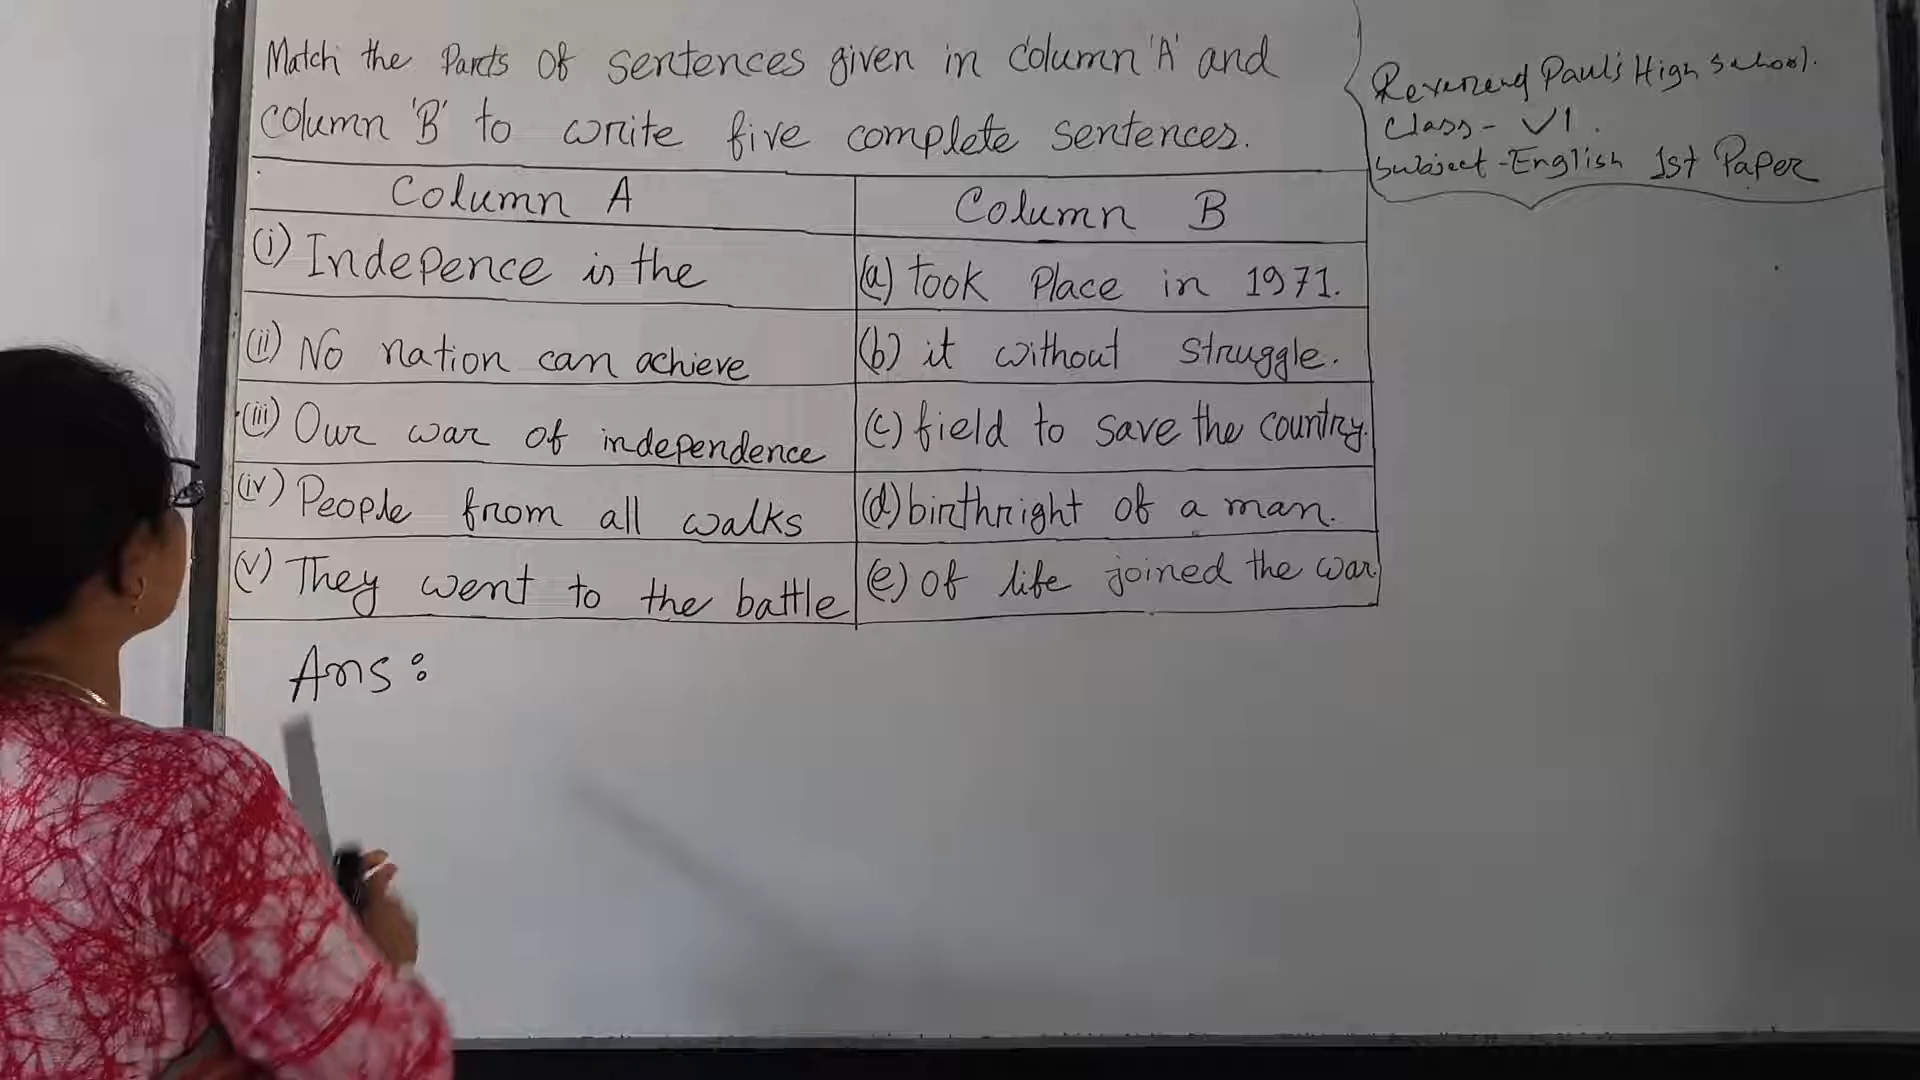 Match the Parts of sentences given in column 'A' and
column 'B' to write five complete sentences.
Reverend Paul's High School.
Class - VI.
Subject - English 1st Paper
Column A
Column B
(i) Indepence is the
(a) took Place in 1971.
(ii) No nation can achieve
(b) it without struggle.
(iii) Our war of independence
(c) field to save the country.
(iv) People from all walks
(d) birthright of a man.
(v) They went to the battle
(e) of life joined the war
Ans: